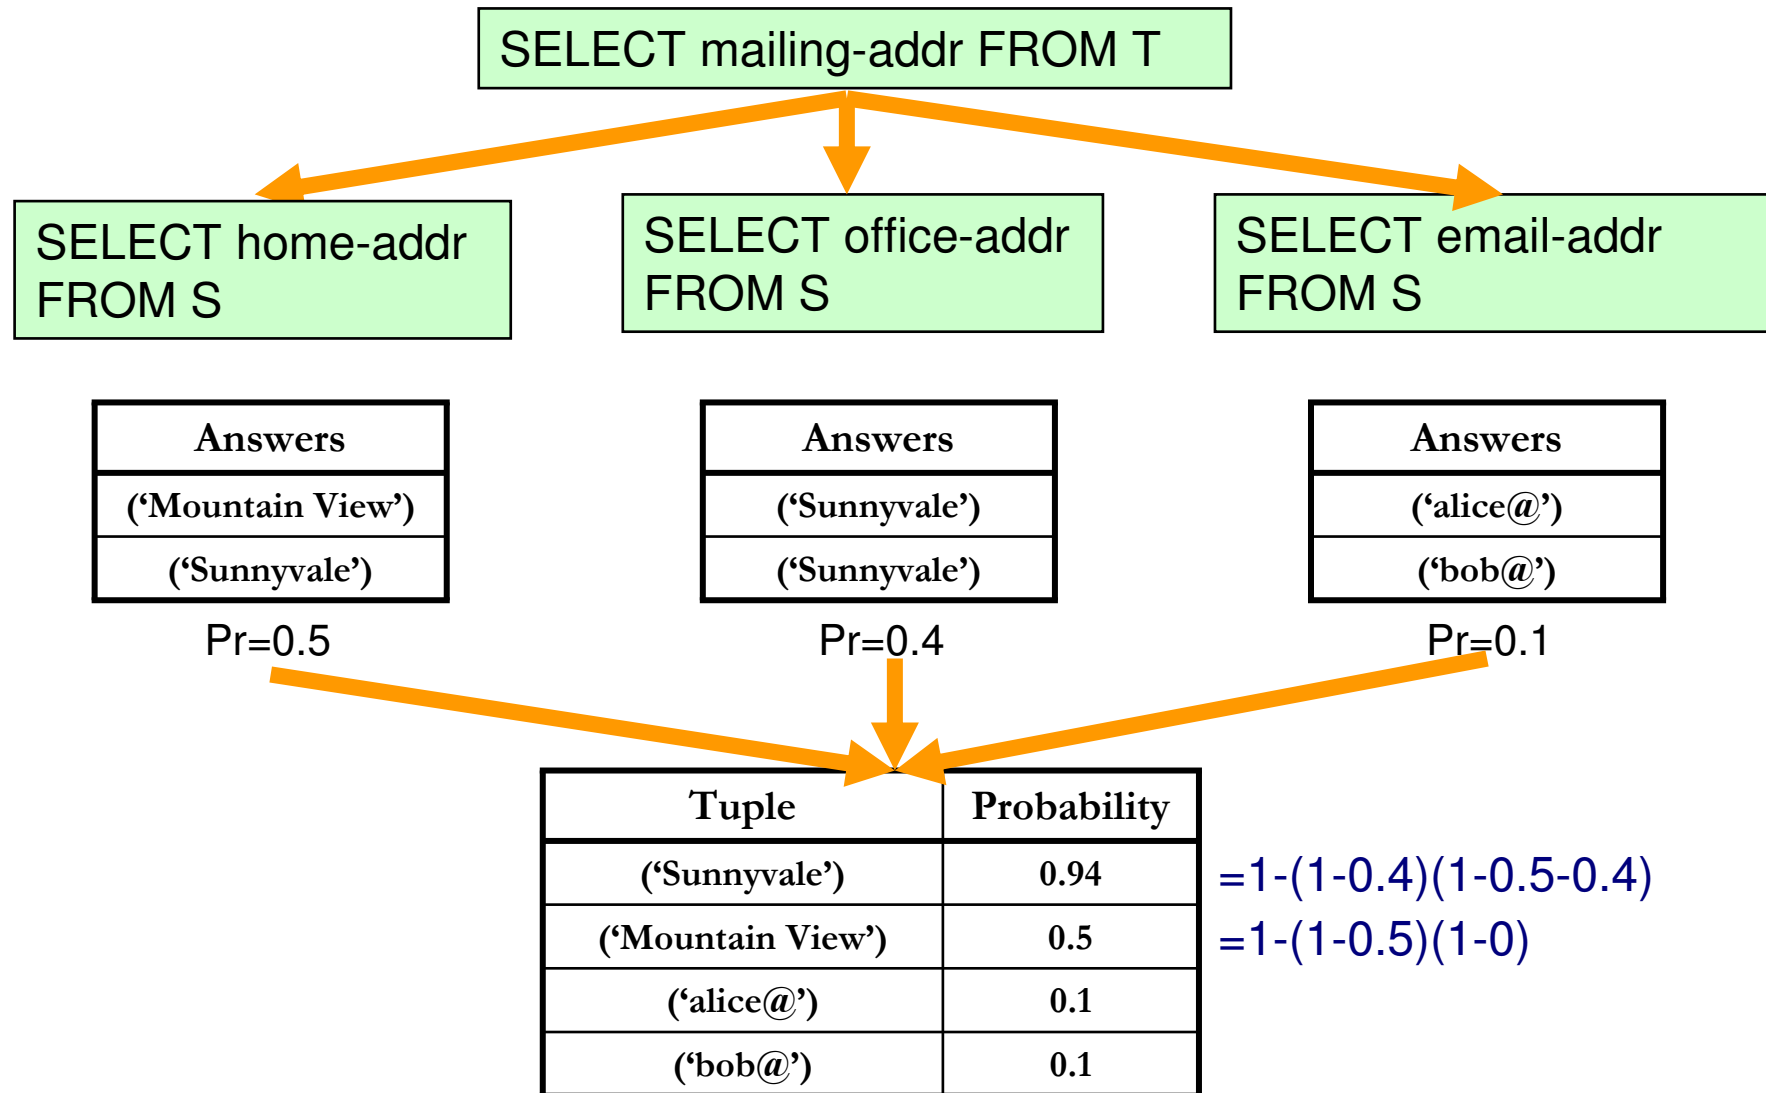 SELECT mailing-addr FROM T
SELECT home-addr
FROM S
SELECT office-addr
FROM S
SELECT email-addr
FROM S
Answers
(‘Mountain View’)
(‘Sunnyvale’)
Pr=0.5
Answers
(‘Sunnyvale’)
(‘Sunnyvale’)
Pr=0.4
Answers
(‘alice@’)
(‘bob@’)
Pr=0.1
Tuple Probability
(‘Sunnyvale’) 0.94 =1-(1-0.4)(1-0.5-0.4)
(‘Mountain View’) 0.5 =1-(1-0.5)(1-0)
(‘alice@’) 0.1
(‘bob@’) 0.1